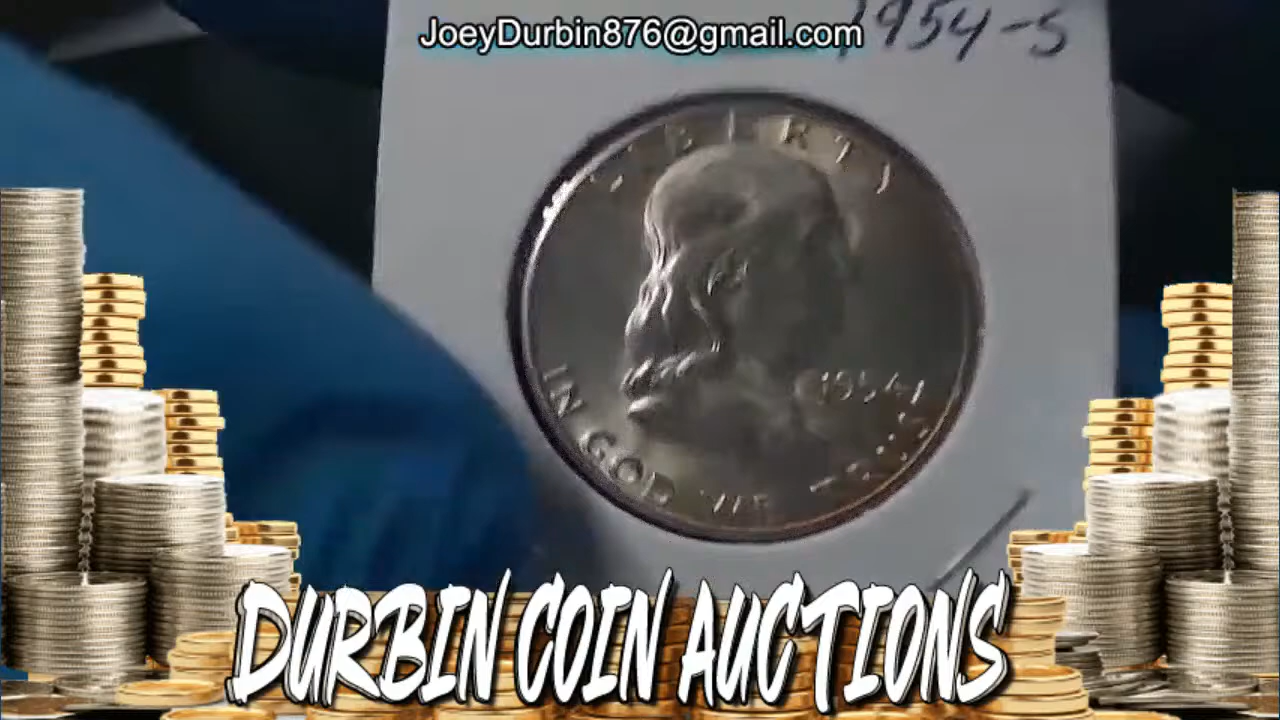 JoeyDurbin876@gmail.com
1954-S
LIBERTY
1954
IN GOD WE TRUST
DURBIN COIN AUCTIONS